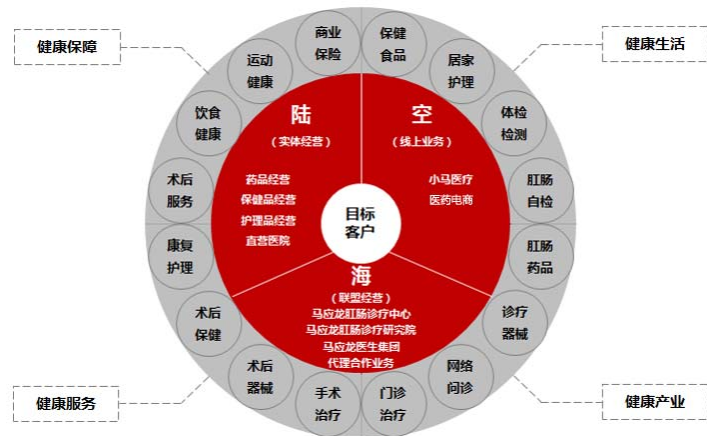 健康保障
健康生活
健康服务
健康产业
商业
保险
保健
食品
居家
护理
体检
检测
肛肠
自检
肛肠
药品
诊疗
器械
网络
问诊
门诊
治疗
手术
治疗
术后
器械
术后
保健
康复
护理
术后
服务
饮食
健康
运动
健康
陆
（实体经营）
药品经营
保健品经营
护理品经营
直营医院
空
（线上业务）
小马医疗
医药电商
目标
客户
海
（联盟经营）
马应龙肛肠诊疗中心
马应龙肛肠诊疗研究院
马应龙医生集团
代理合作业务